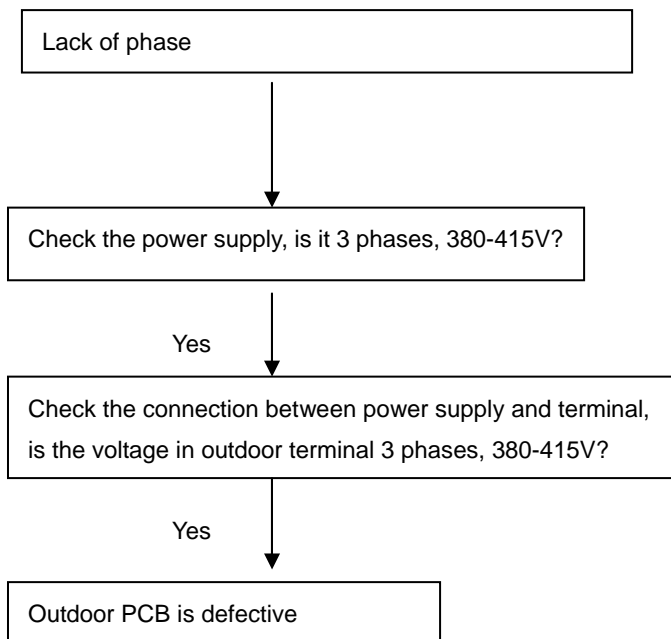 Lack of phase
Check the power supply, is it 3 phases, 380-415V?
Yes
Check the connection between power supply and terminal,
is the voltage in outdoor terminal 3 phases, 380-415V?
Yes
Outdoor PCB is defective